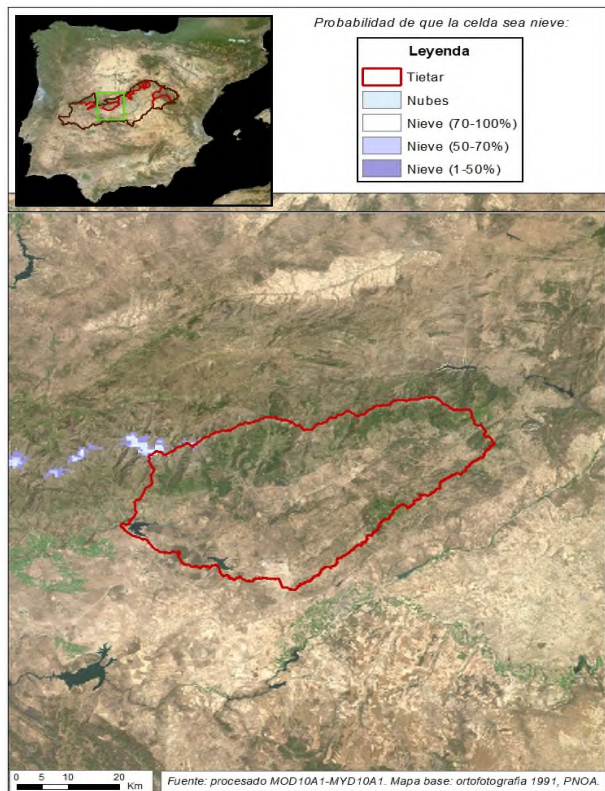 Probabilidad de que la celda sea nieve:
Leyenda
Tietar
Nubes
Nieve (70-100%)
Nieve (50-70%)
Nieve (1-50%)
0 5 10 20
Km
Fuente: procesado MOD10A1-MYD10A1. Mapa base: ortofotografia 1991, PNOA.